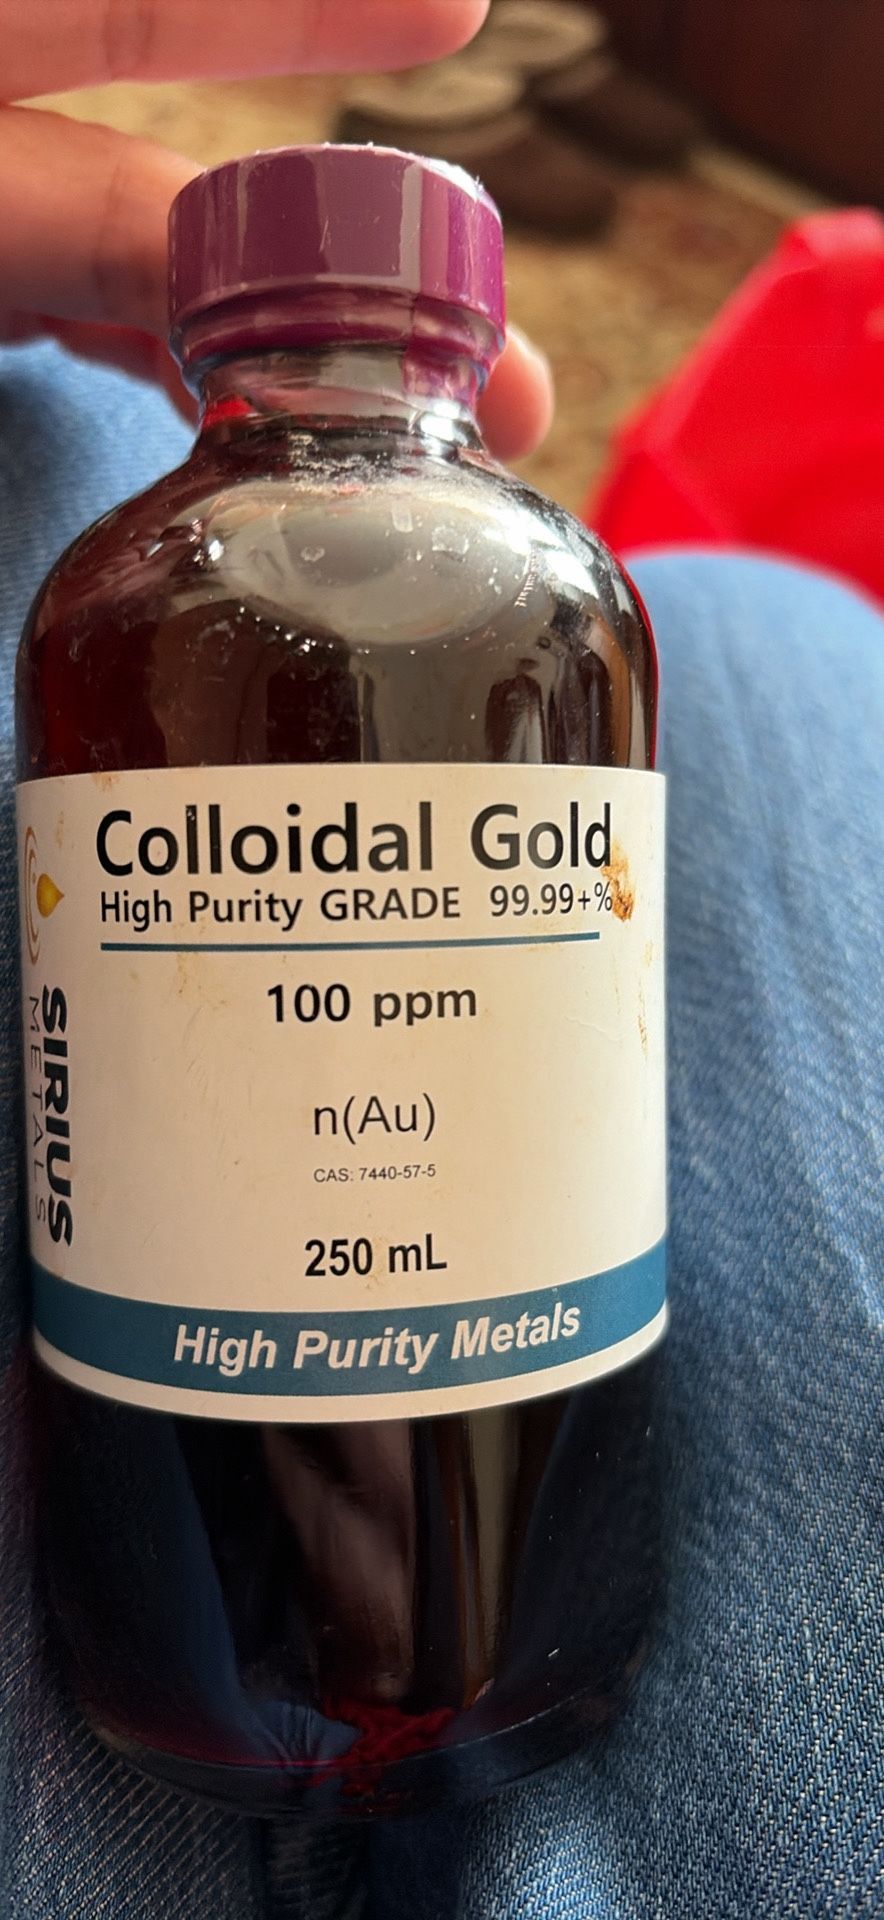 Colloidal Gold
High Purity GRADE 99.99+%
100 ppm
n(Au)
CAS: 7440-57-5
250 mL
High Purity Metals
SIRIUS
METALS